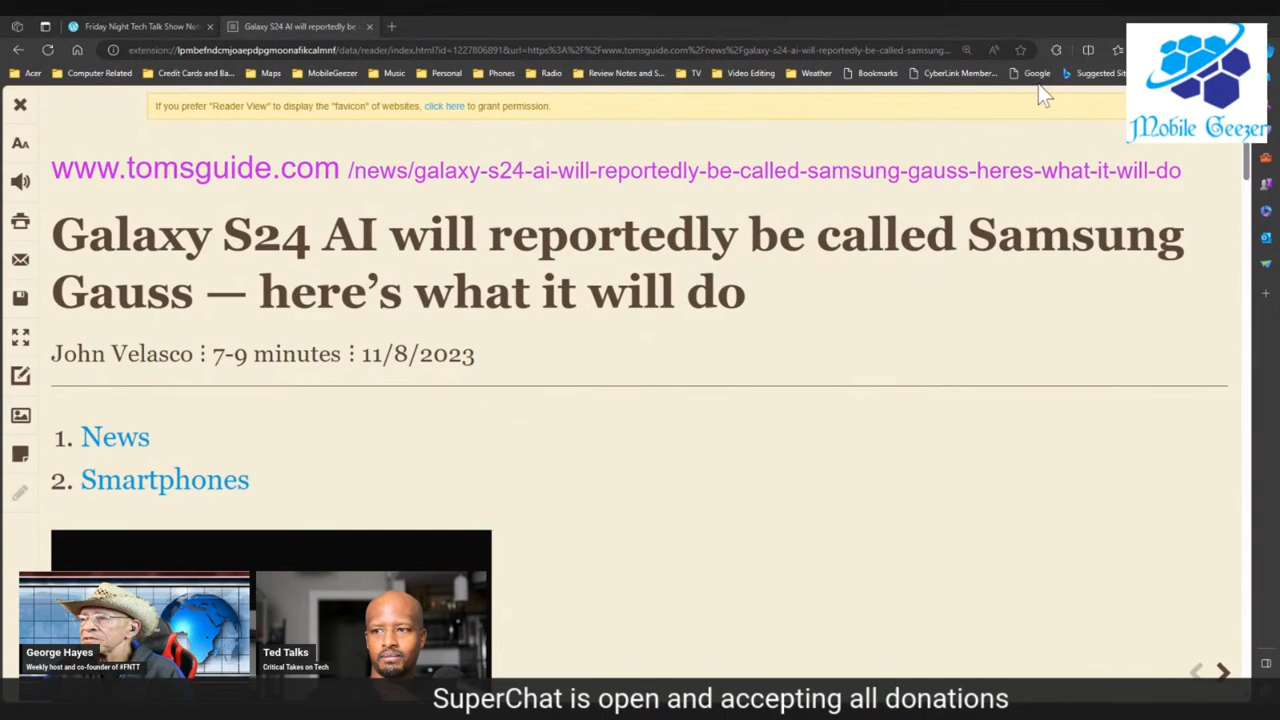 Friday Night Tech Talk Show Not
Galaxy S24 AI will reportedly be
extension://lpmbefndcmjoaepdpgmoonafikcalmnf/data/reader/index.html?id=1227806891&url=https%3A%2F%2Fwww.tomsguide.com%2Fnews%2Fgalaxy-s24-ai-will-reportedly-be-called-samsung...
Acer Computer Related Credit Cards and Ba... Maps MobileGeezer Music Personal Phones Radio Review Notes and S... TV Video Editing Weather Bookmarks CyberLink Member... Google Suggested Sit
Mobile Geezer
If you prefer "Reader View" to display the "favicon" of websites, click here to grant permission.
www.tomsguide.com /news/galaxy-s24-ai-will-reportedly-be-called-samsung-gauss-heres-what-it-will-do
Galaxy S24 AI will reportedly be called Samsung
Gauss — here’s what it will do
John Velasco ⋮ 7-9 minutes ⋮ 11/8/2023
1. News
2. Smartphones
George Hayes
Weekly host and co-founder of #FNTT
Ted Talks
Critical Takes on Tech
SuperChat is open and accepting all donations